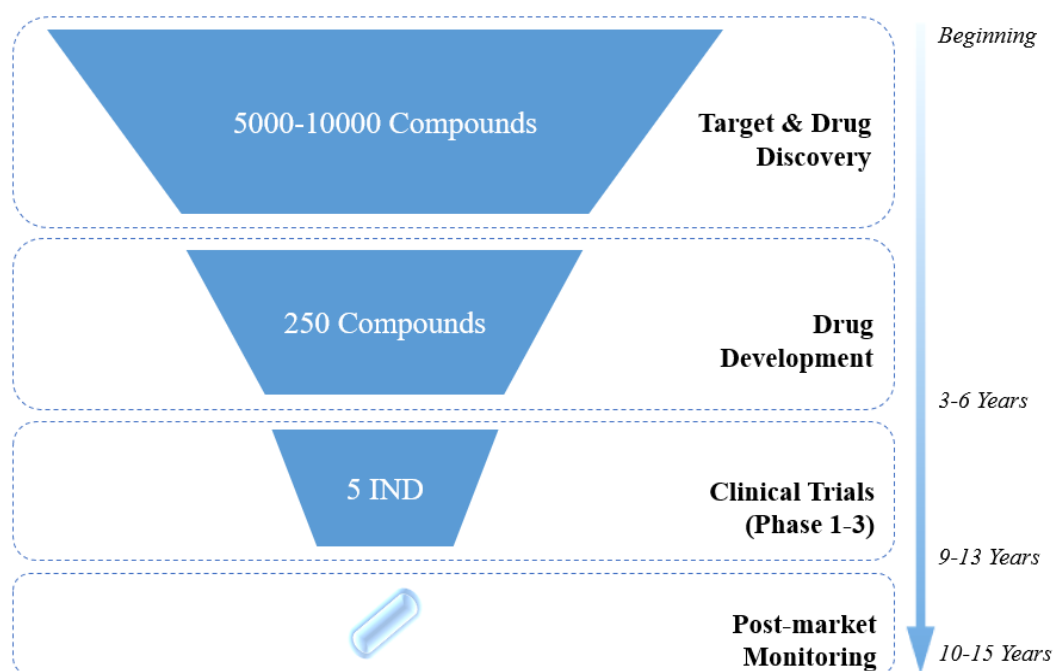 Beginning
5000-10000 Compounds
Target & Drug
Discovery
250 Compounds
Drug
Development
3-6 Years
5 IND
Clinical Trials
(Phase 1-3)
9-13 Years
Post-market
Monitoring
10-15 Years